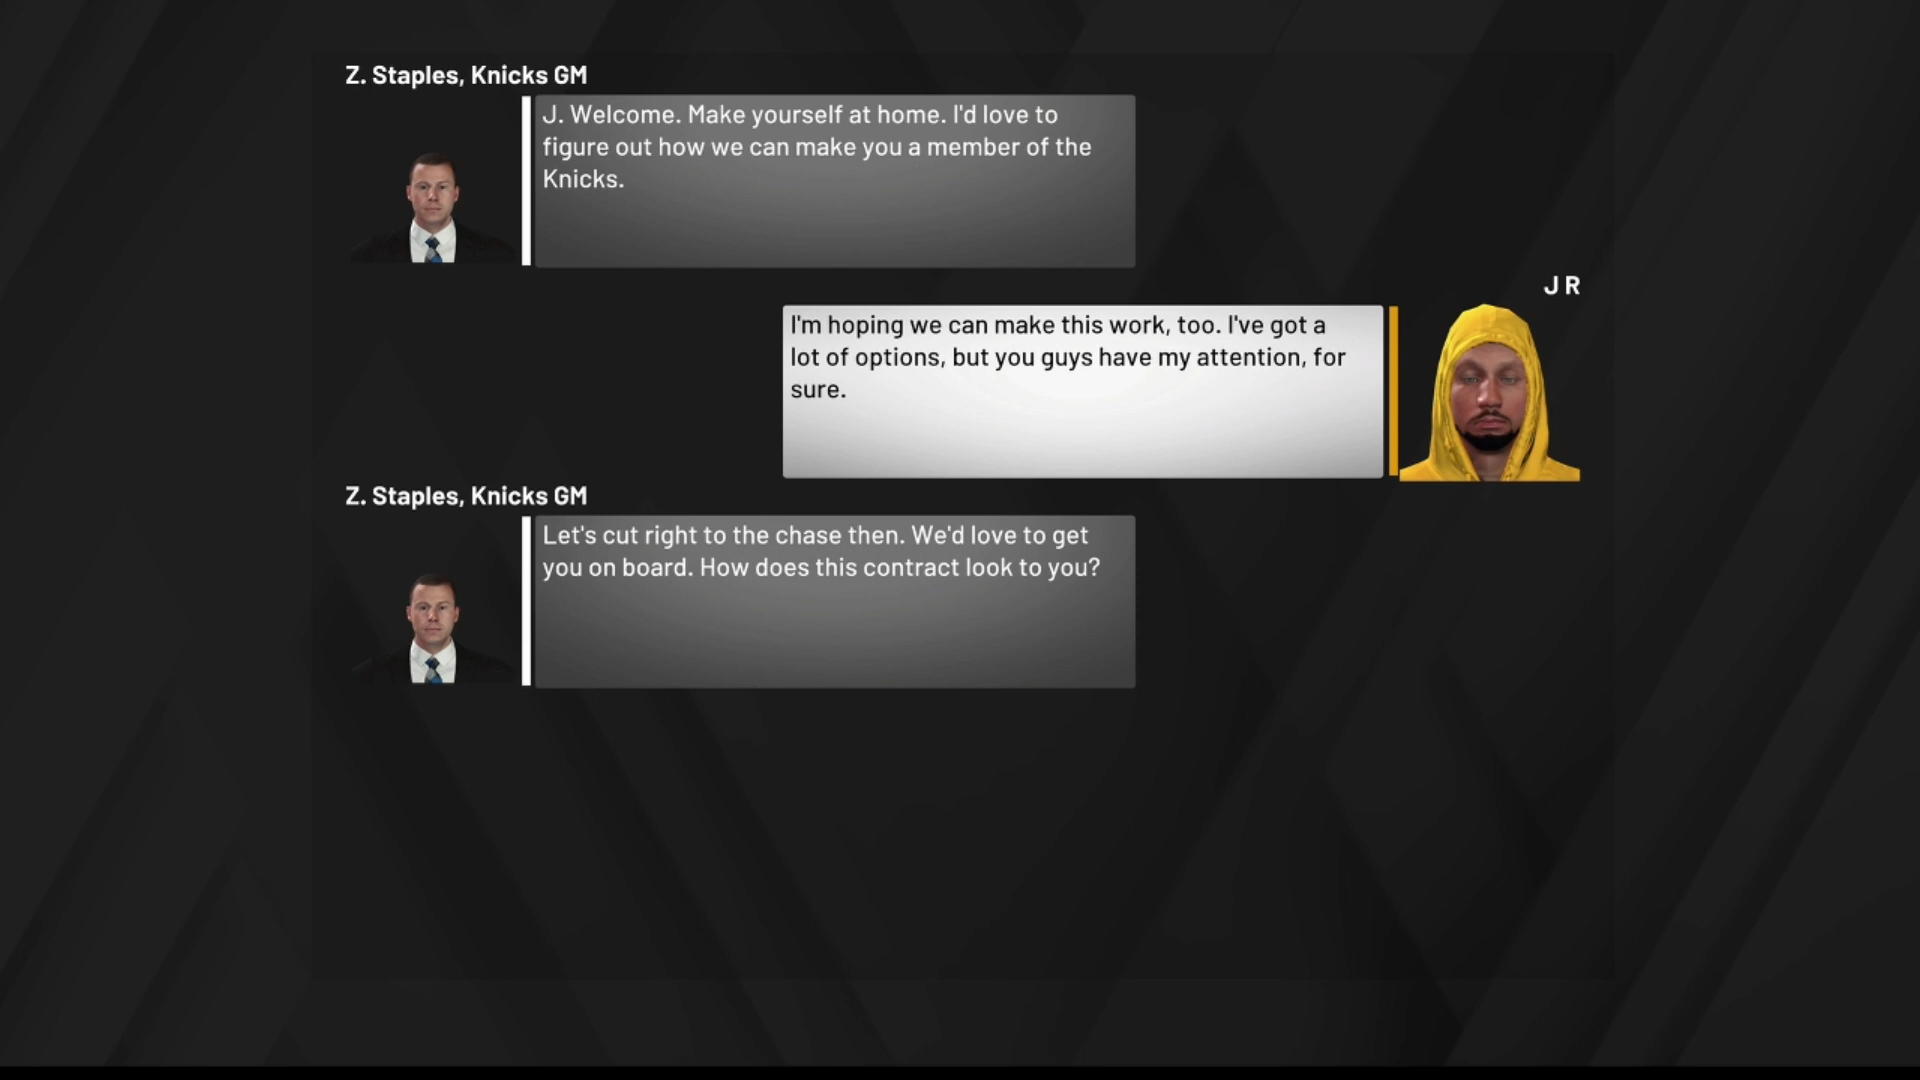 Z. Staples, Knicks GM
J. Welcome. Make yourself at home. I'd love to
figure out how we can make you a member of the
Knicks.
J R
I'm hoping we can make this work, too. I've got a
lot of options, but you guys have my attention, for
sure.
Z. Staples, Knicks GM
Let's cut right to the chase then. We'd love to get
you on board. How does this contract look to you?